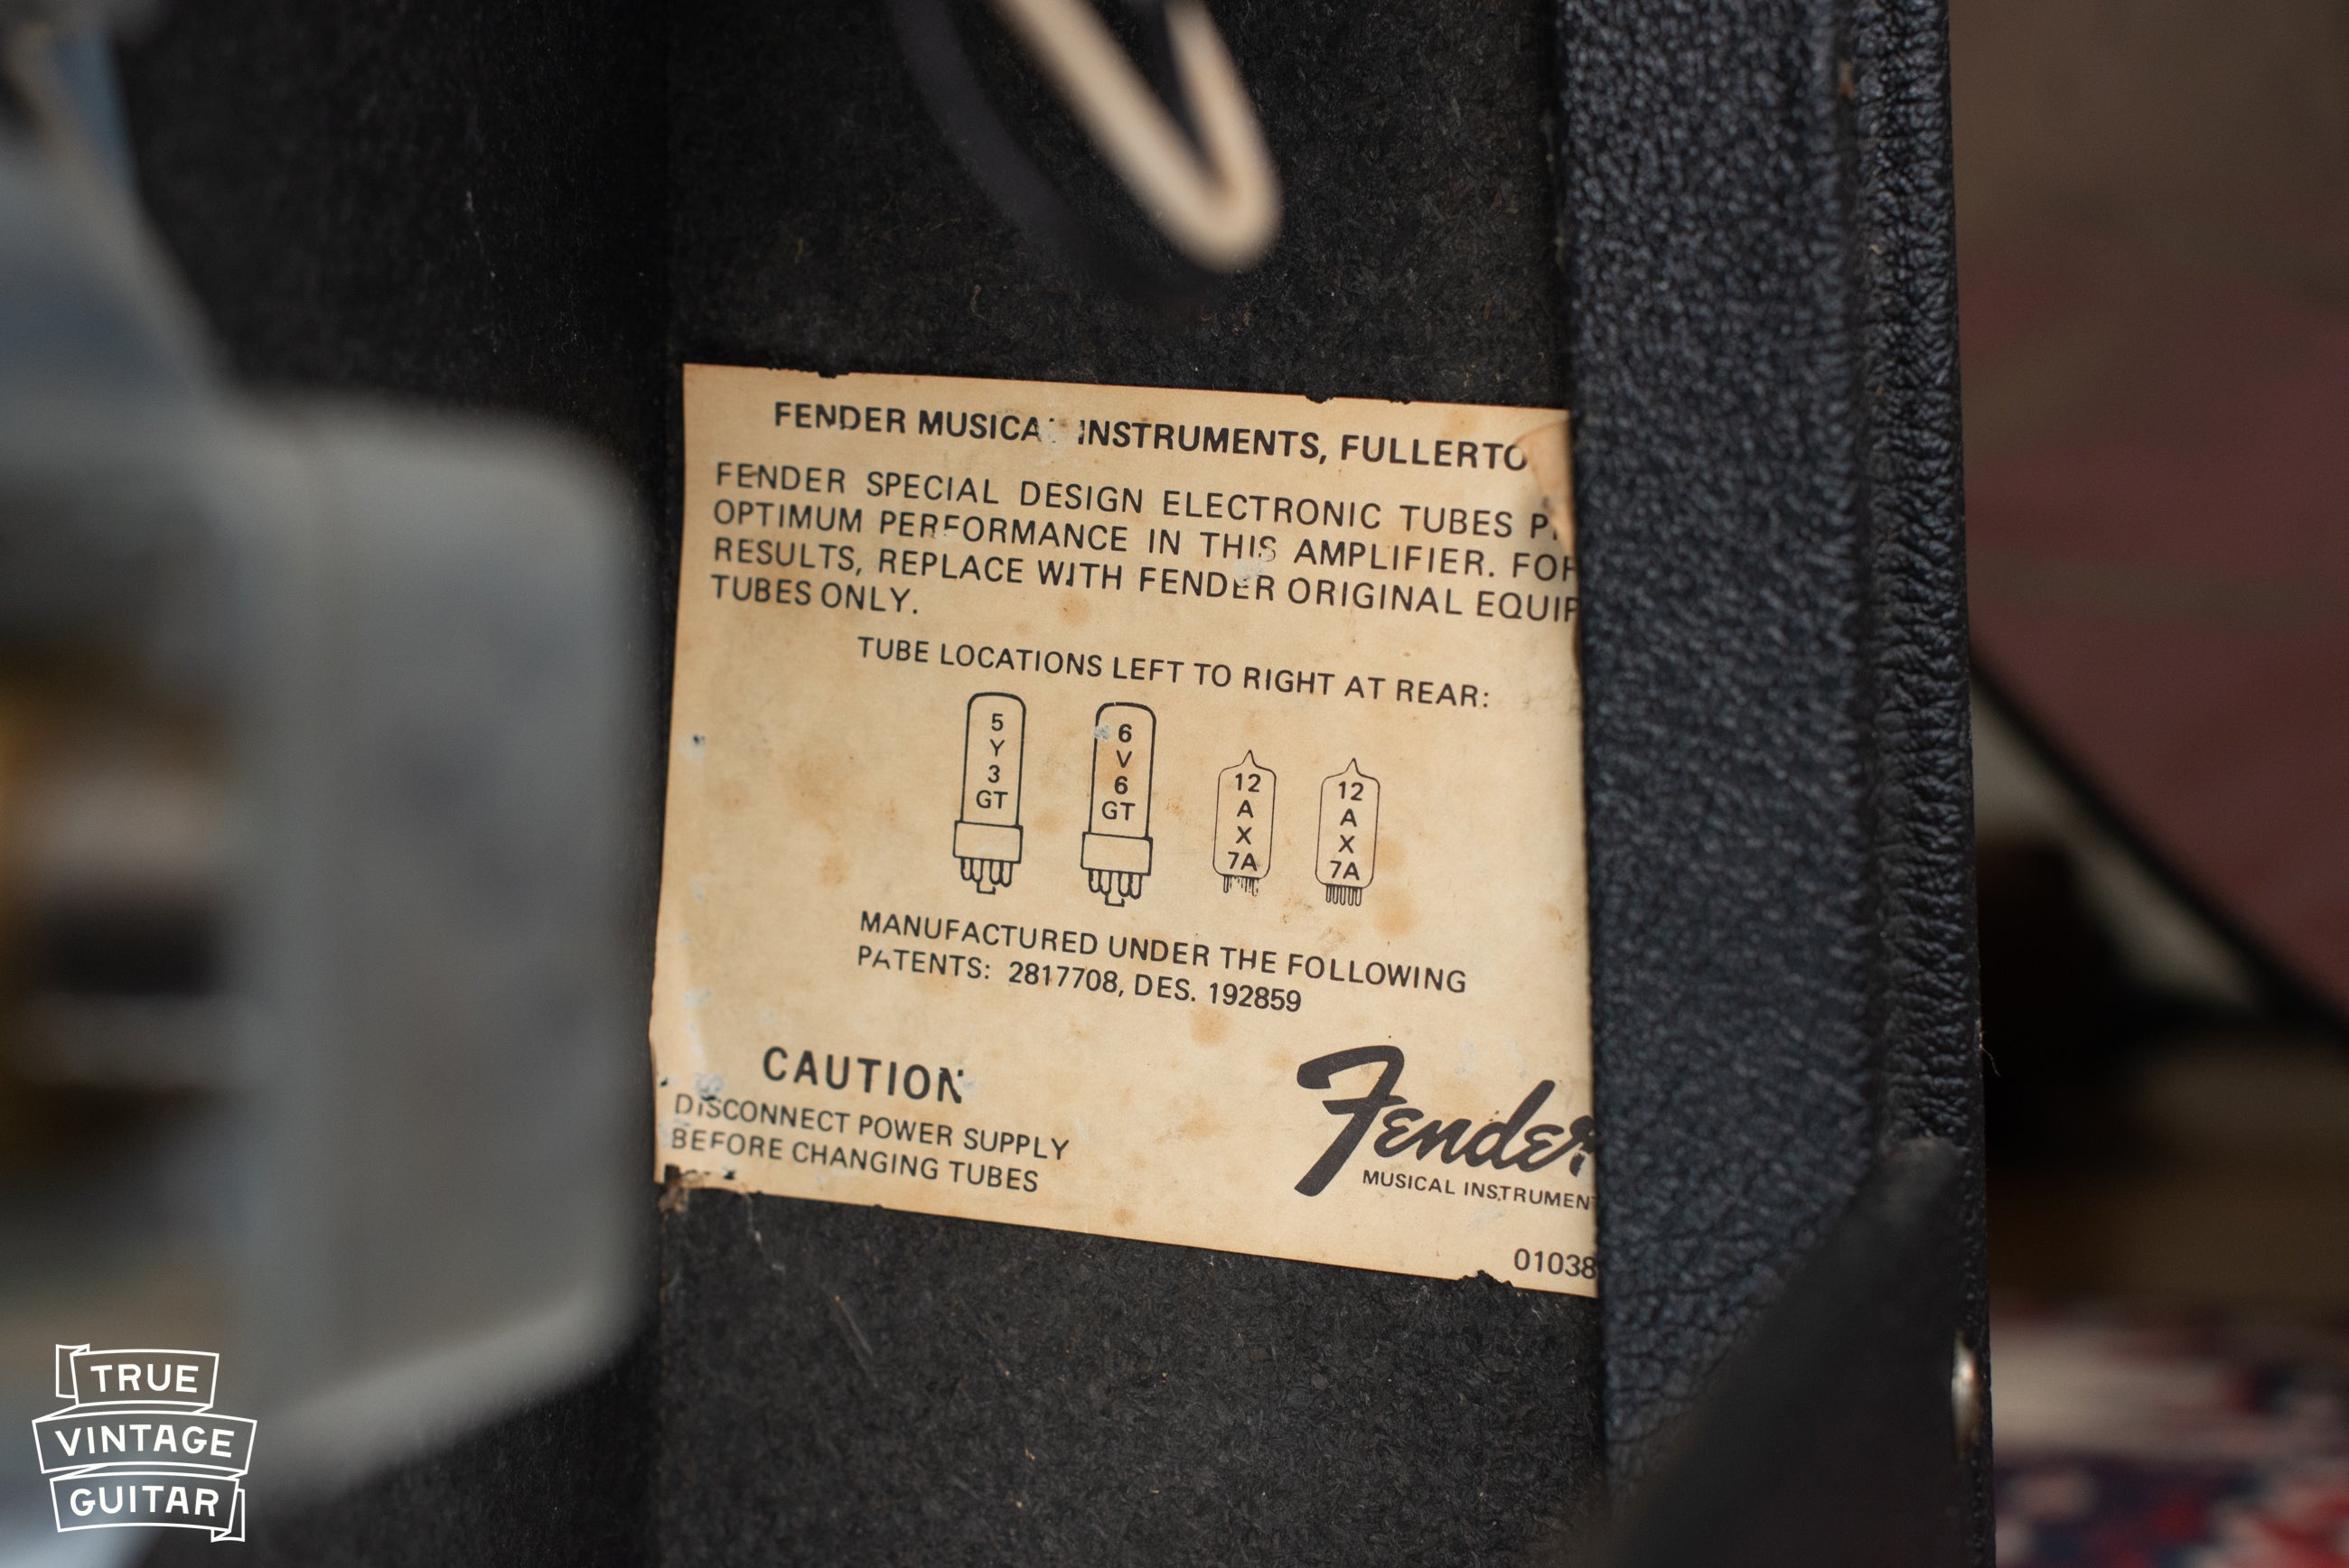 FENDER MUSICAL INSTRUMENTS, FULLERTO
FENDER SPECIAL DESIGN ELECTRONIC TUBES
OPTIMUM PERFORMANCE IN THIS AMPLIFIER. FOR
RESULTS, REPLACE WITH FENDER ORIGINAL EQUIP
TUBES ONLY.
TUBE LOCATIONS LEFT TO RIGHT AT REAR:
5
Y
3
GT
6
V
6
GT
12
A
X
7A
12
A
X
7A
MANUFACTURED UNDER THE FOLLOWING
PATENTS: 2817708, DES. 192859
CAUTION
DISCONNECT POWER SUPPLY
BEFORE CHANGING TUBES
Fender
MUSICAL INSTRUMENT
01038
TRUE
VINTAGE
GUITAR